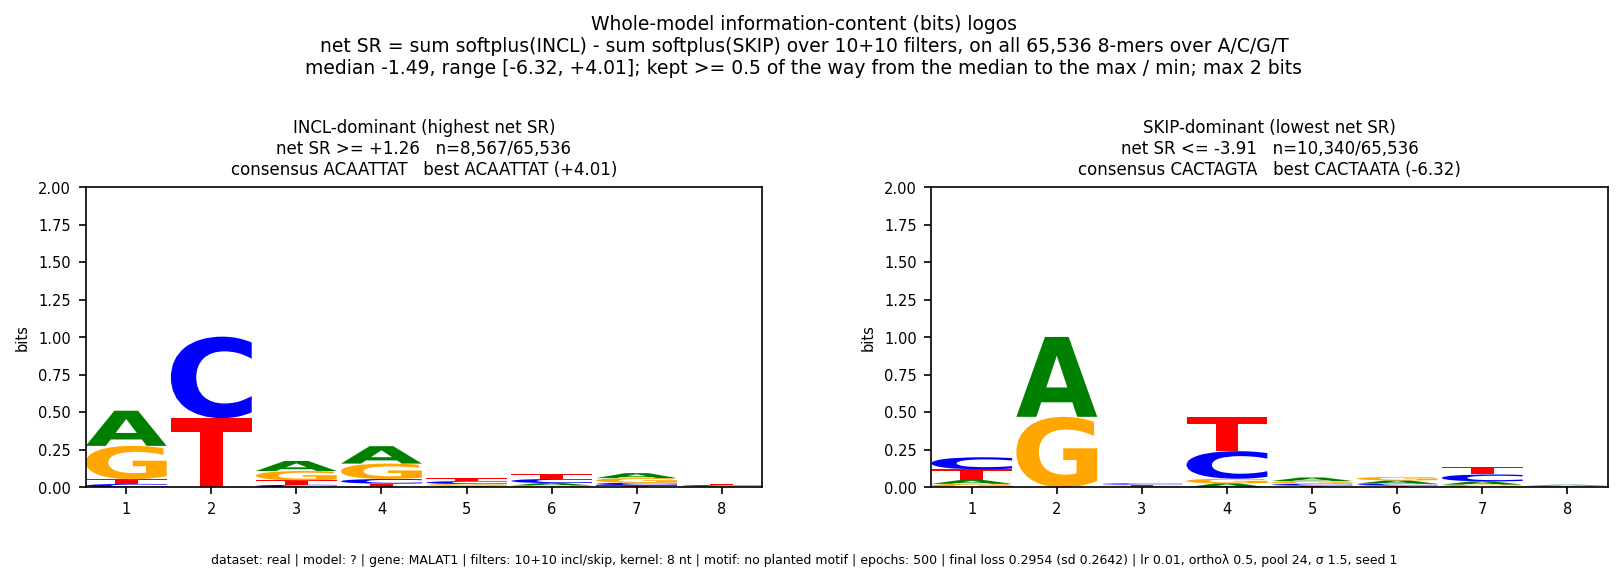 Whole-model information-content (bits) logos
net SR = sum softplus(INCL) - sum softplus(SKIP) over 10+10 filters, on all 65,536 8-mers over A/C/G/T
median -1.49, range [-6.32, +4.01]; kept >= 0.5 of the way from the median to the max / min; max 2 bits
INCL-dominant (highest net SR)
net SR >= +1.26 n=8,567/65,536
consensus ACAATTAT best ACAATTAT (+4.01)
2.00
1.75
1.50
1.25
1.00
0.75
0.50
0.25
0.00
bits
1 2 3 4 5 6 7 8
SKIP-dominant (lowest net SR)
net SR <= -3.91 n=10,340/65,536
consensus CACTAGTA best CACTAATA (-6.32)
2.00
1.75
1.50
1.25
1.00
0.75
0.50
0.25
0.00
bits
1 2 3 4 5 6 7 8
dataset: real | model: ? | gene: MALAT1 | filters: 10+10 incl/skip, kernel: 8 nt | motif: no planted motif | epochs: 500 | final loss 0.2954 (sd 0.2642) | lr 0.01, orthoλ 0.5, pool 24, σ 1.5, seed 1